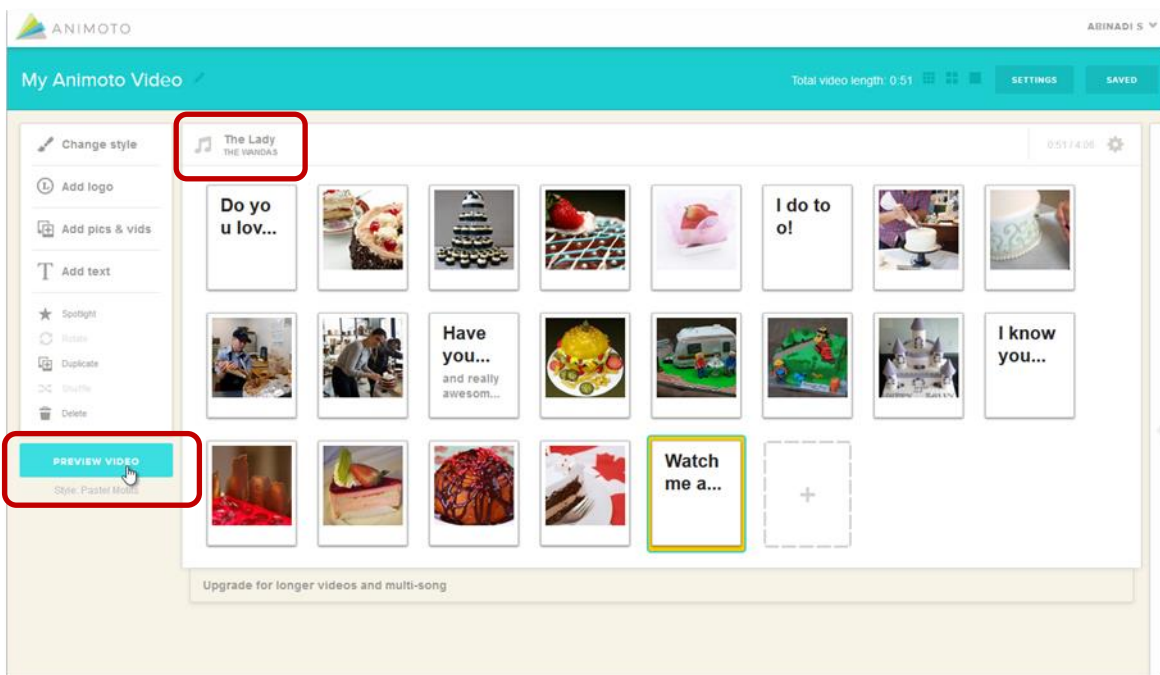 ANIMOTO
ABINADI S
My Animoto Video
Total video length: 0:51
SETTINGS
SAVED
Change style
The Lady
THE WANDAS
0:51 / 4:06
Add logo
Add pics & vids
Add text
Spotlight
Rotate
Duplicate
Shuffle
Delete
PREVIEW VIDEO
Style: Pastel Motifs
Do yo
u lov...
I do to
o!
Have
you...
and really
awesom...
I know
you...
Watch
me a...
+
Upgrade for longer videos and multi-song